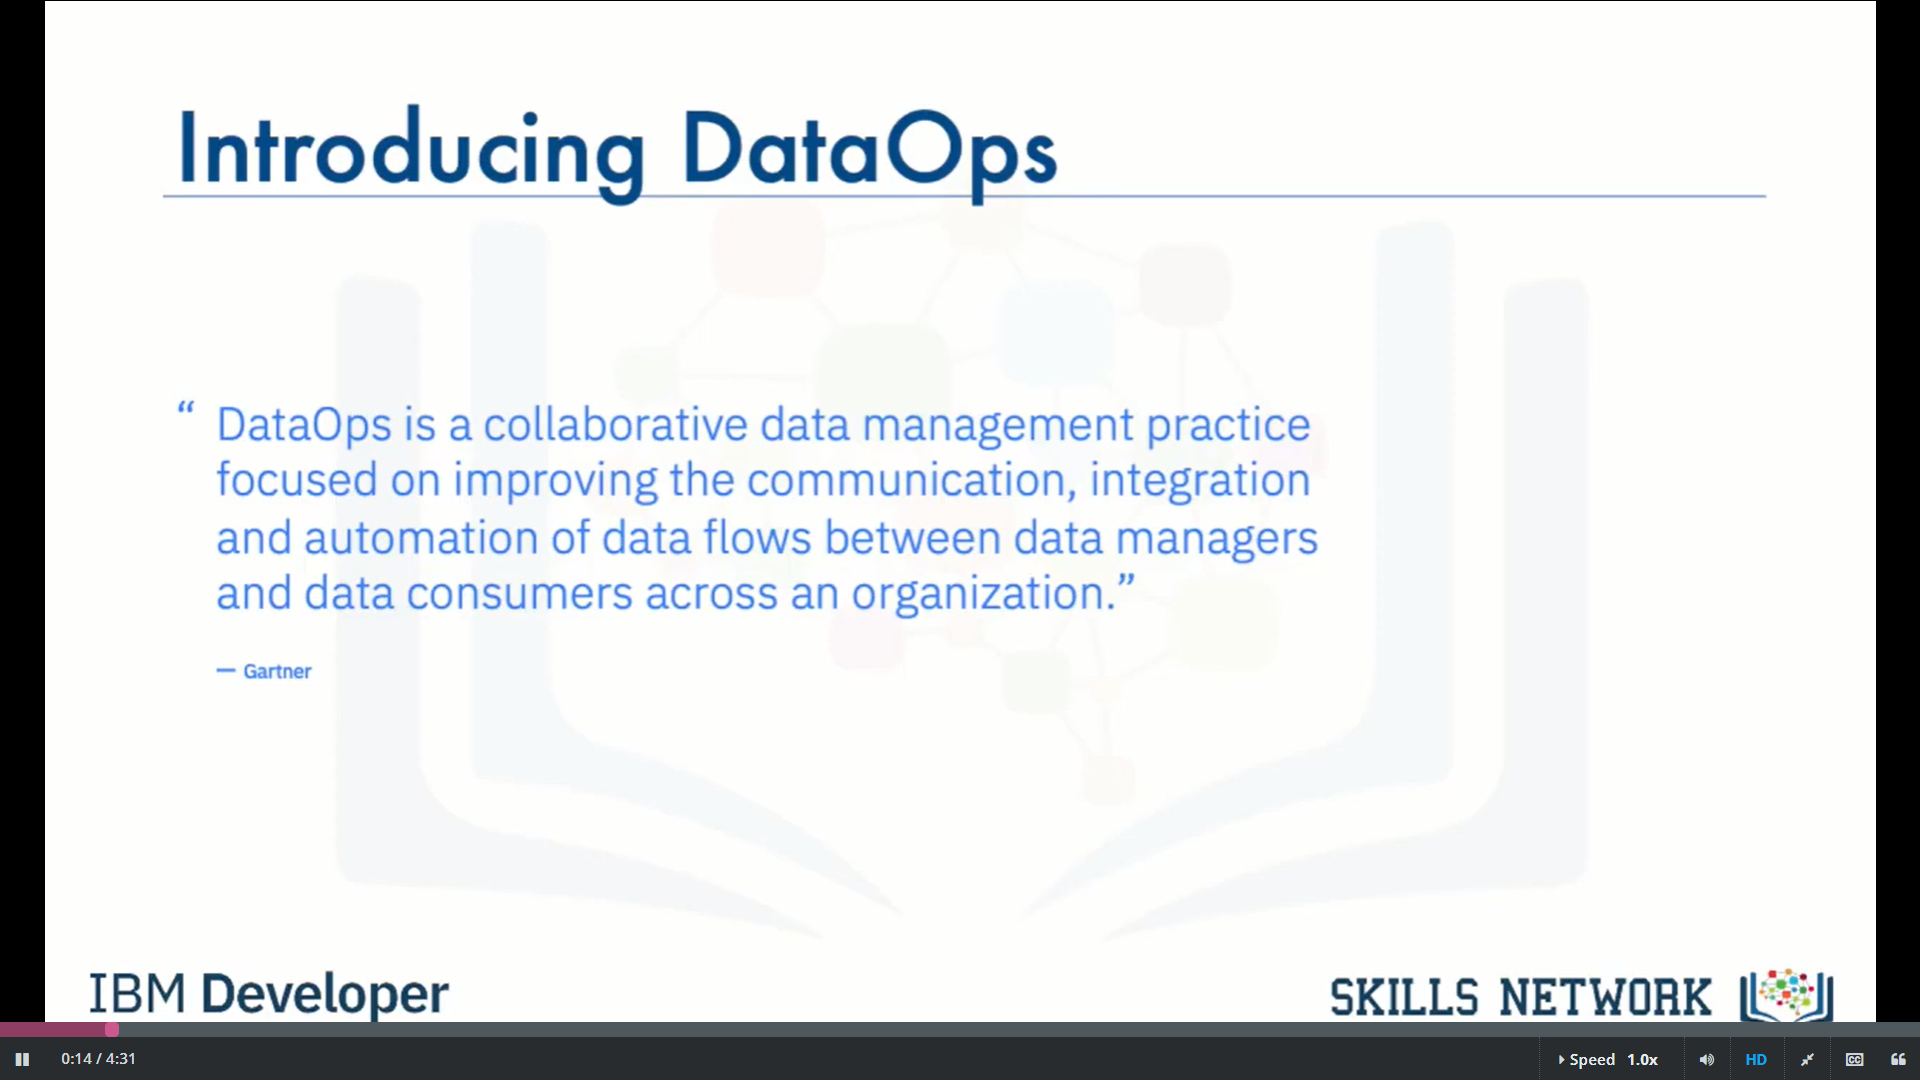 Introducing DataOps
“ DataOps is a collaborative data management practice
focused on improving the communication, integration
and automation of data flows between data managers
and data consumers across an organization.”
— Gartner
IBM Developer
SKILLS NETWORK
0:14 / 4:31
Speed 1.0x
HD
CC